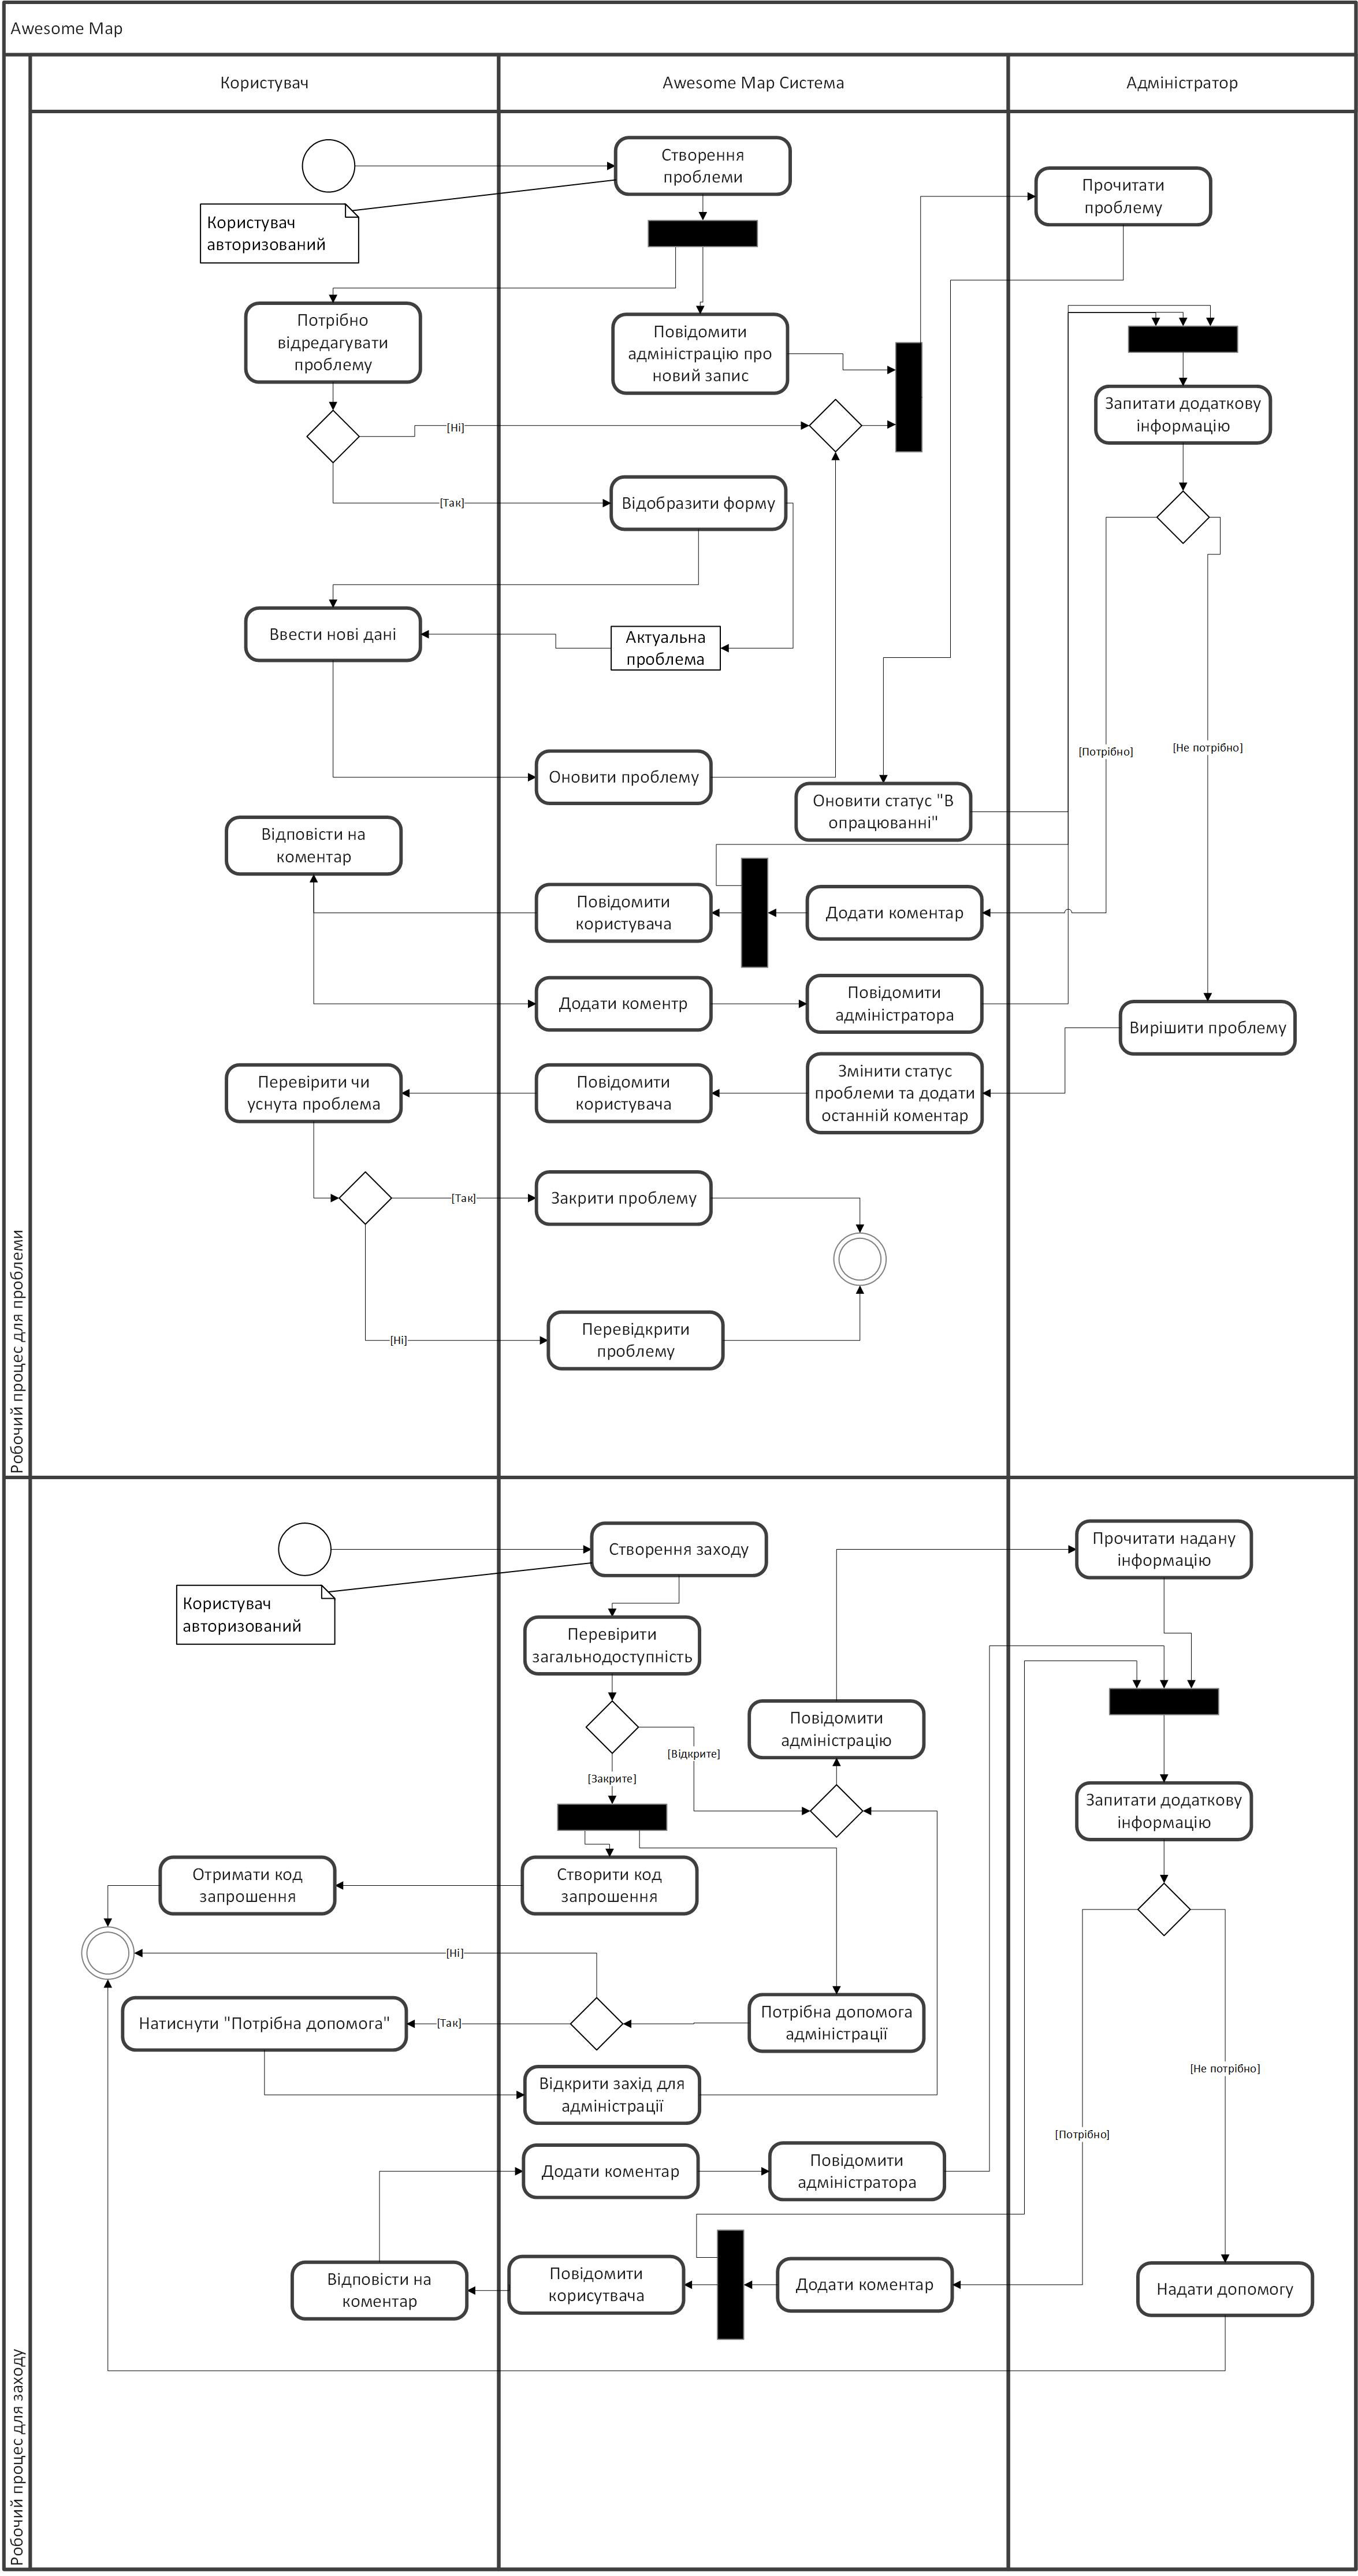 Awesome Map
Користувач
Awesome Map Система
Адміністратор
Робочий процес для проблеми
Створення
проблеми
Прочитати
проблему
Користувач
авторизований
Потрібно
відредагувати
проблему
Повідомити
адміністрацію про
новий запис
Запитати додаткову
інформацію
[Ні]
[Так]
Відобразити форму
Ввести нові дані
Актуальна
проблема
[Потрібно]
[Не потрібно]
Оновити проблему
Оновити статус "В
опрацюванні"
Відповісти на
коментар
Повідомити
користувача
Додати коментар
Додати коментр
Повідомити
адміністратора
Вирішити проблему
Перевірити чи
уснута проблема
Повідомити
користувача
Змінити статус
проблеми та додати
останній коментар
[Так]
Закрити проблему
[Ні]
Перевідкрити
проблему
Робочий процес для заходу
Створення заходу
Прочитати надану
інформацію
Користувач
авторизований
Перевірити
загальнодоступність
Повідомити
адміністрацію
[Відкрите]
[Закрите]
Запитати додаткову
інформацію
Отримати код
запрошення
Створити код
запрошення
[Ні]
Натиснути "Потрібна допомога"
[Так]
Потрібна допомога
адміністрації
[Не потрібно]
Відкрити захід для
адміністрації
[Потрібно]
Додати коментар
Повідомити
адміністратора
Відповісти на
коментар
Повідомити
корисутвача
Додати коментар
Надати допомогу